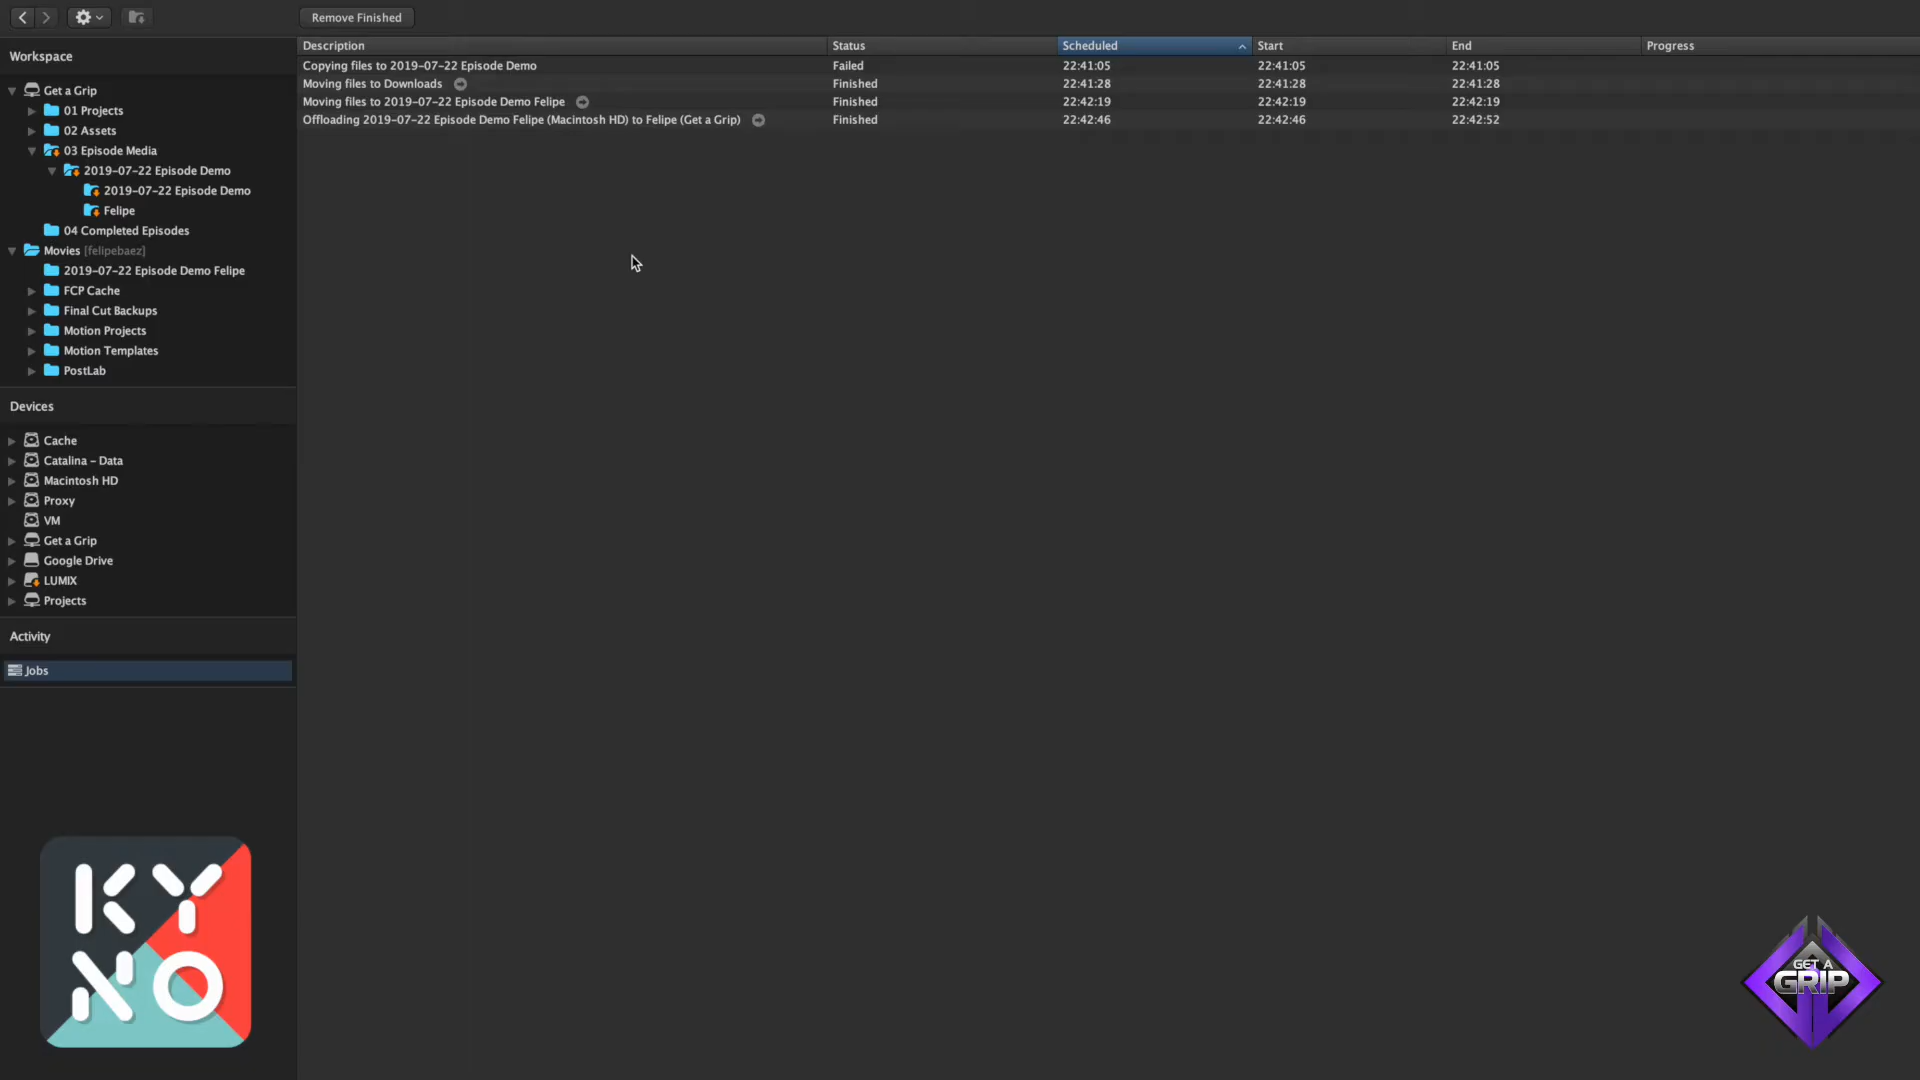 Remove Finished
Workspace
Get a Grip
01 Projects
02 Assets
03 Episode Media
2019-07-22 Episode Demo
2019-07-22 Episode Demo
Felipe
04 Completed Episodes
Movies [felipebaez]
2019-07-22 Episode Demo Felipe
FCP Cache
Final Cut Backups
Motion Projects
Motion Templates
PostLab
Devices
Cache
Catalina – Data
Macintosh HD
Proxy
VM
Get a Grip
Google Drive
LUMIX
Projects
Activity
Jobs
Description Status Scheduled Start End Progress
Copying files to 2019-07-22 Episode Demo Failed 22:41:05 22:41:05 22:41:05
Moving files to Downloads Finished 22:41:28 22:41:28 22:41:28
Moving files to 2019-07-22 Episode Demo Felipe Finished 22:42:19 22:42:19 22:42:19
Offloading 2019-07-22 Episode Demo Felipe (Macintosh HD) to Felipe (Get a Grip) Finished 22:42:46 22:42:46 22:42:52
KY
NO
GET A
GRIP